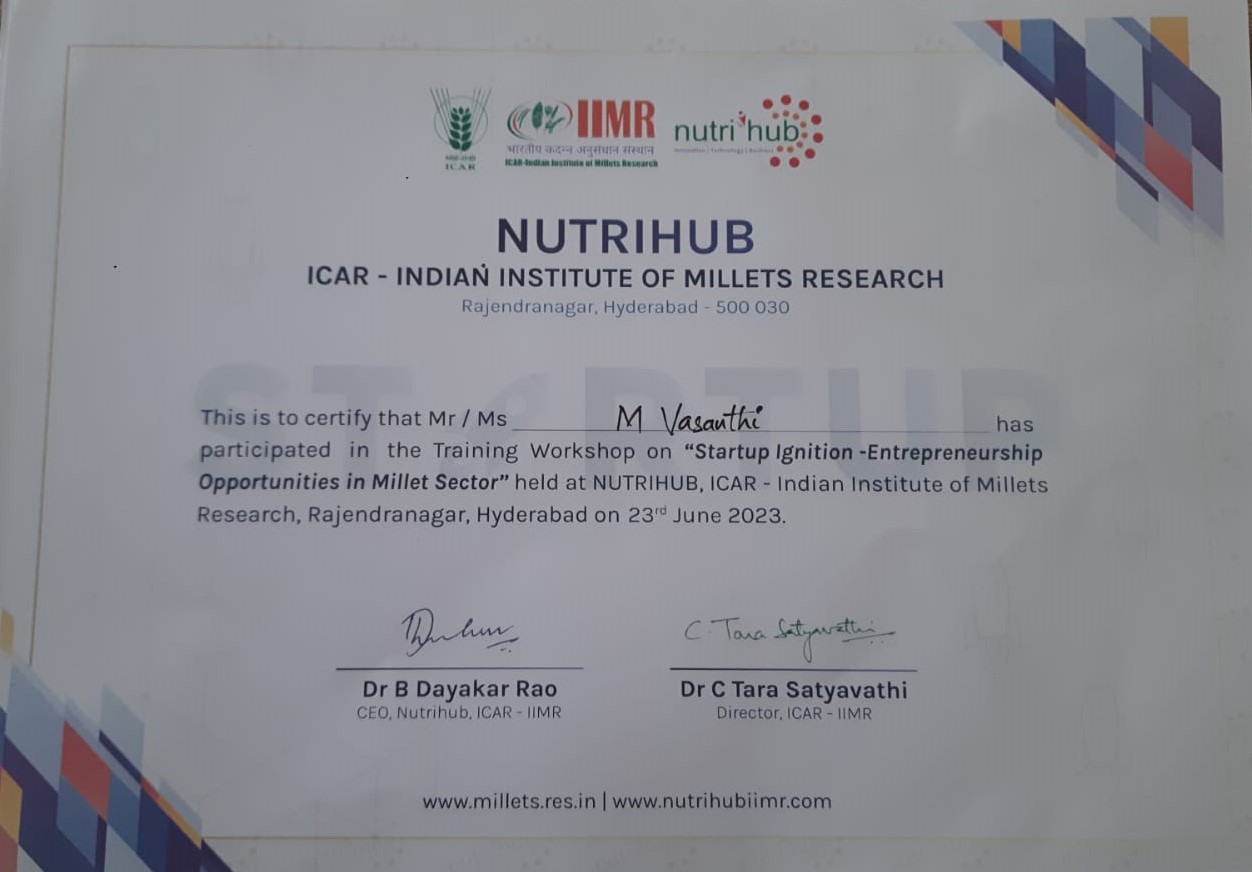 ICAR
IIMR
भारतीय कदन्न अनुसंधान संस्थान
ICAR-Indian Institute of Millets Research
nutrihub
Innovation | Technology | Business
NUTRIHUB
ICAR - INDIAN INSTITUTE OF MILLETS RESEARCH
Rajendranagar, Hyderabad - 500 030
STARTUP
This is to certify that Mr / Ms M Vasanthi has
participated in the Training Workshop on “Startup Ignition -Entrepreneurship
Opportunities in Millet Sector” held at NUTRIHUB, ICAR - Indian Institute of Millets
Research, Rajendranagar, Hyderabad on 23rd June 2023.
C. Tara Satyavathi
Dr B Dayakar Rao
CEO, Nutrihub, ICAR - IIMR
Dr C Tara Satyavathi
Director, ICAR - IIMR
www.millets.res.in | www.nutrihubiimr.com